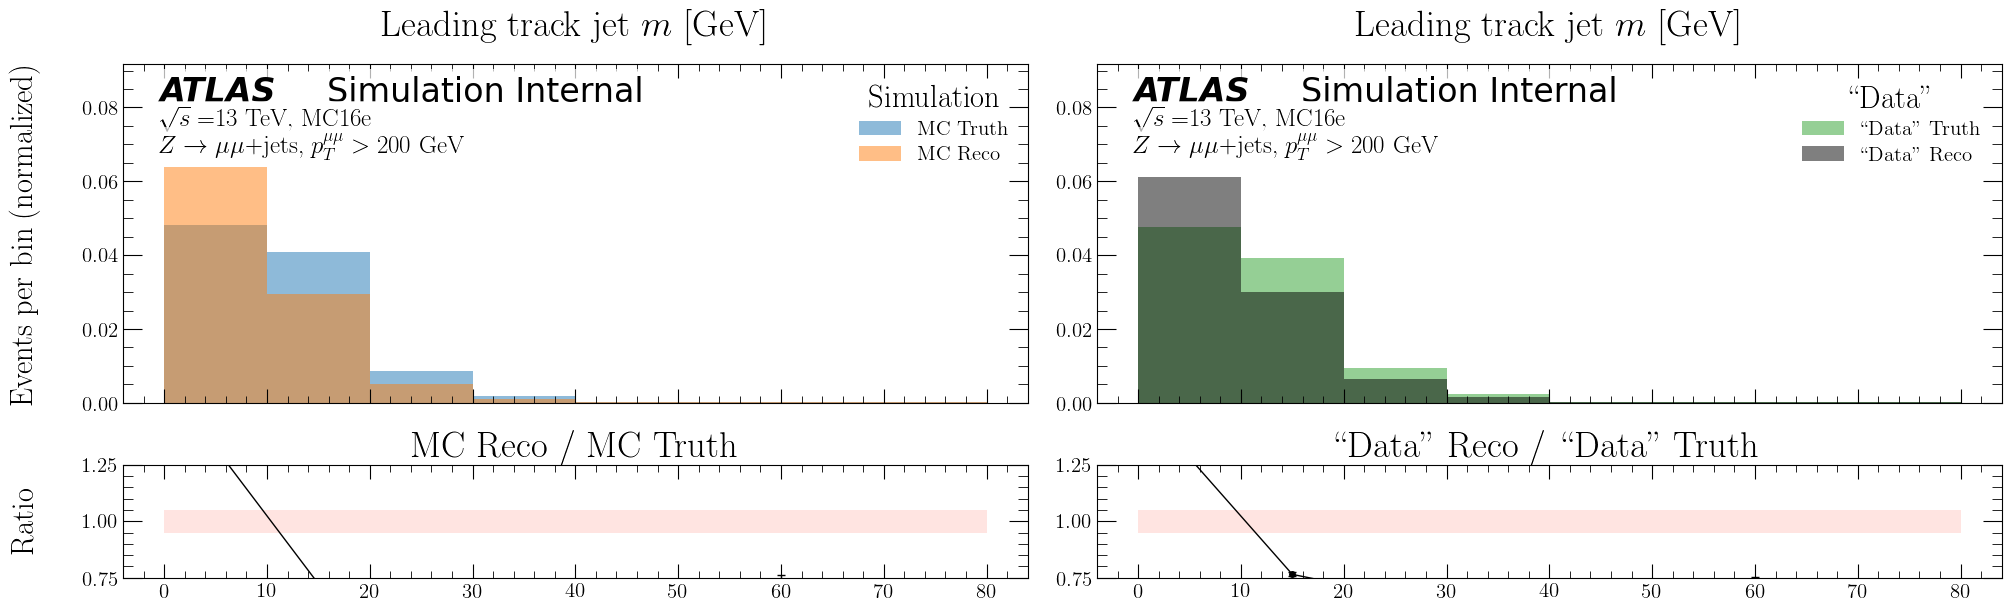 Leading track jet m [GeV]
ATLAS Simulation Internal
√s =13 TeV, MC16e
Z → μμ+jets, p_T^{μμ} > 200 GeV
Simulation
MC Truth
MC Reco
Events per bin (normalized)
0.08
0.06
0.04
0.02
0.00
MC Reco / MC Truth
Ratio
1.25
1.00
0.75
0 10 20 30 40 50 60 70 80
Leading track jet m [GeV]
ATLAS Simulation Internal
√s =13 TeV, MC16e
Z → μμ+jets, p_T^{μμ} > 200 GeV
“Data”
“Data” Truth
“Data” Reco
0.08
0.06
0.04
0.02
0.00
“Data” Reco / “Data” Truth
1.25
1.00
0.75
0 10 20 30 40 50 60 70 80